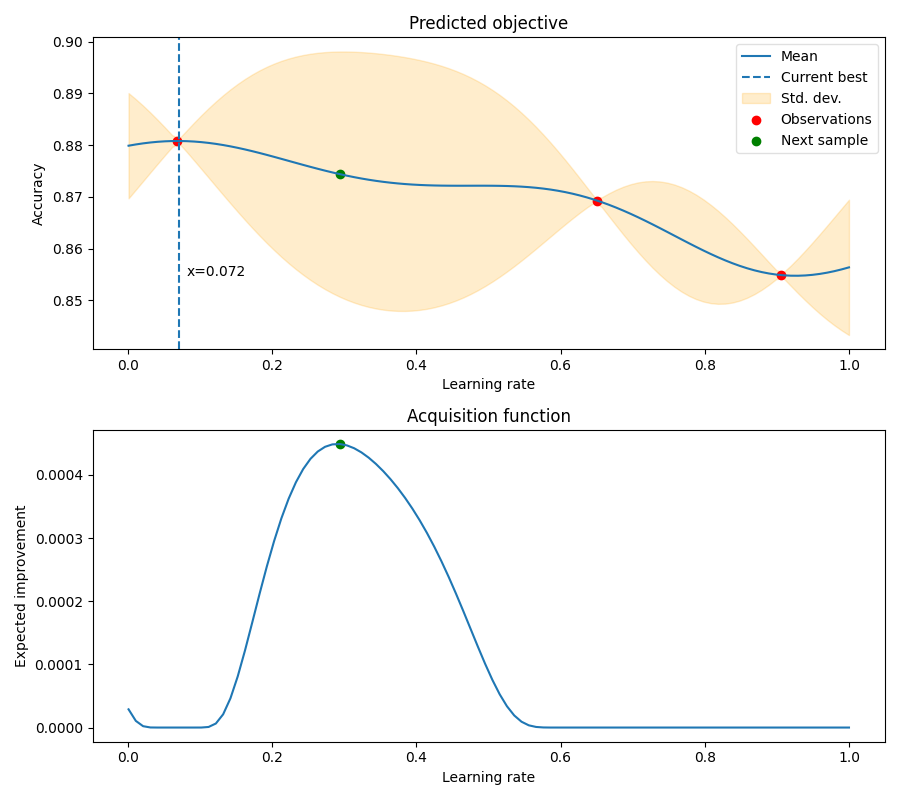 Predicted objective
0.90
0.89
0.88
0.87
0.86
0.85
Accuracy
Mean
Current best
Std. dev.
Observations
Next sample
x=0.072
0.0 0.2 0.4 0.6 0.8 1.0
Learning rate
Acquisition function
0.0004
0.0003
0.0002
0.0001
0.0000
Expected improvement
0.0 0.2 0.4 0.6 0.8 1.0
Learning rate